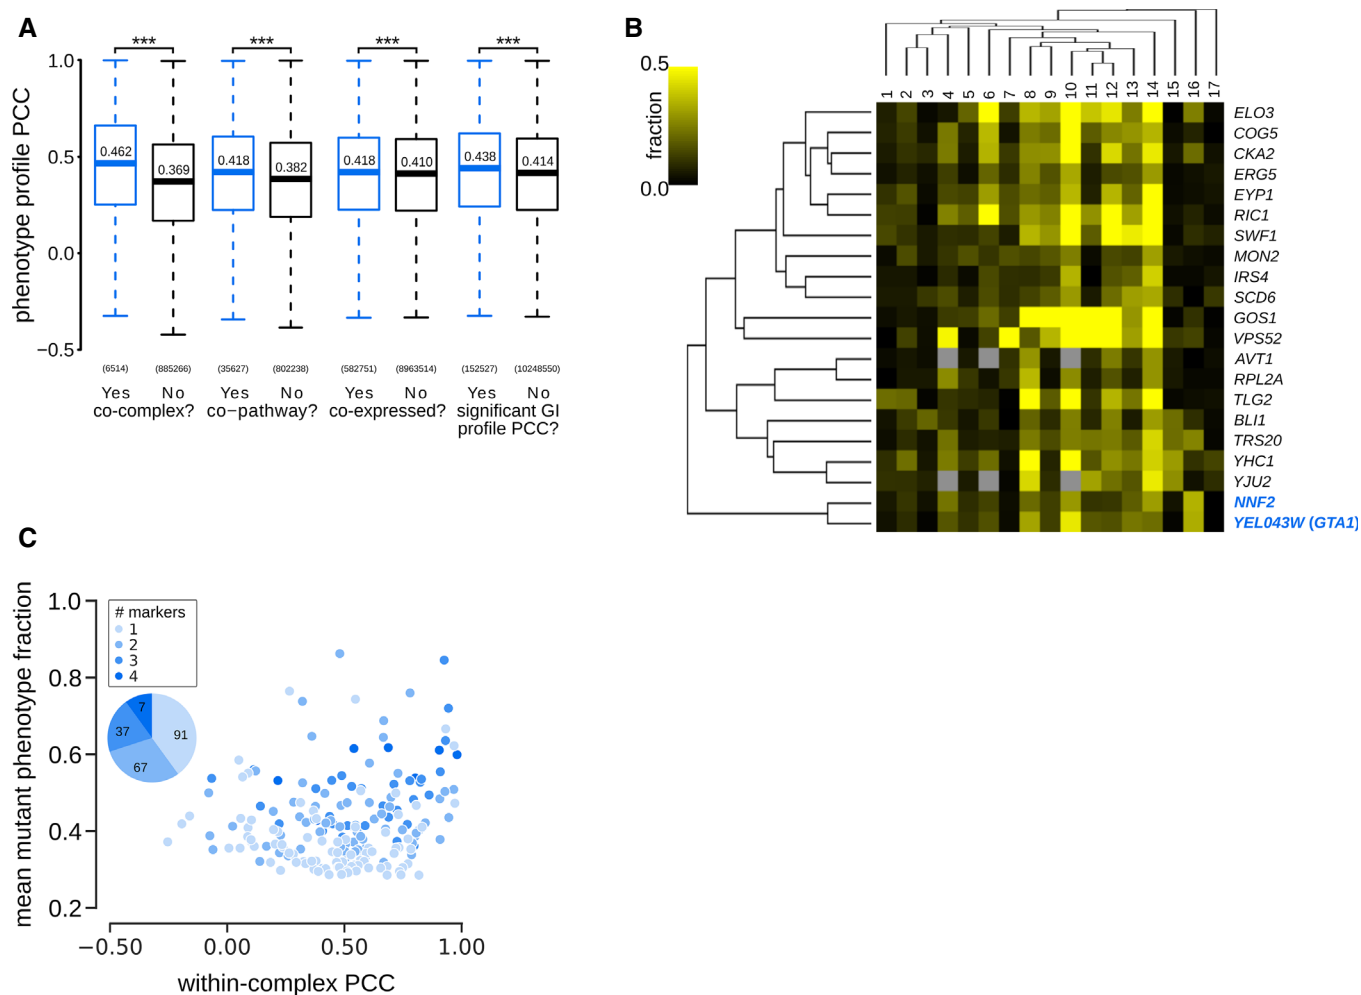 A
*** *** *** ***
phenotype profile PCC
1.0
0.5
0.0
−0.5
0.462 0.369 0.418 0.382 0.418 0.410 0.438 0.414
(6514) (885266) (35627) (802238) (582751) (8963514) (152527) (10248550)
Yes No Yes No Yes No Yes No
co-complex? co−pathway? co-expressed? significant GI
profile PCC?
B
0.5
fraction
0.0
1 2 3 4 5 6 7 8 9 10 11 12 13 14 15 16 17
ELO3
COG5
CKA2
ERG5
EYP1
RIC1
SWF1
MON2
IRS4
SCD6
GOS1
VPS52
AVT1
RPL2A
TLG2
BLI1
TRS20
YHC1
YJU2
NNF2
YEL043W (GTA1)
C
mean mutant phenotype fraction
1.0
0.8
0.6
0.4
0.2
# markers
1
2
3
4
7
37
91
67
−0.50 0.00 0.50 1.00
within-complex PCC